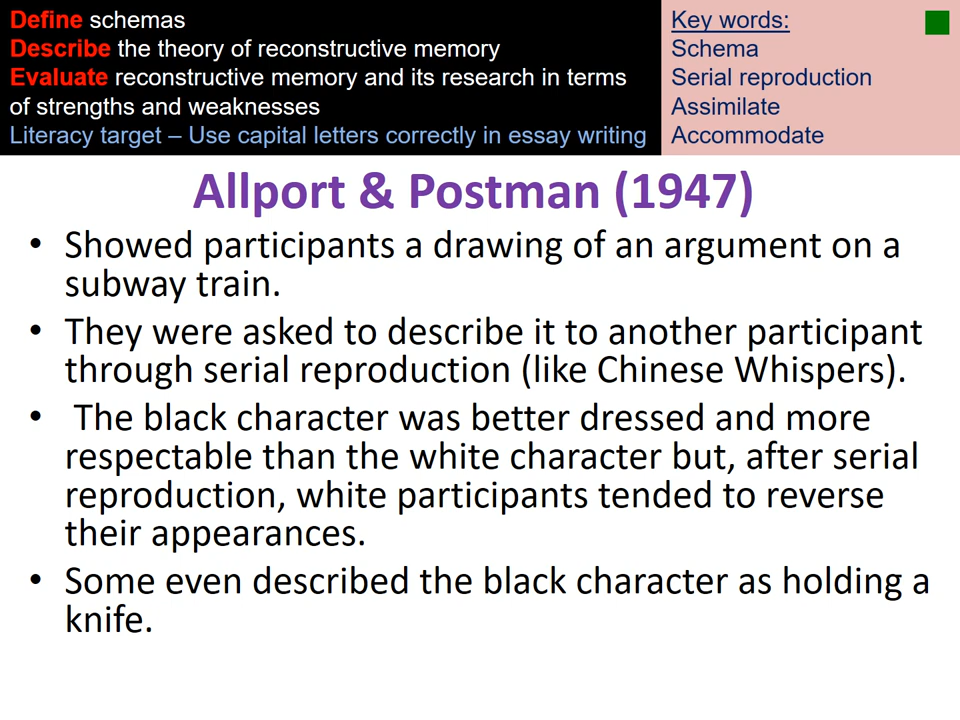 Define schemas
Describe the theory of reconstructive memory
Evaluate reconstructive memory and its research in terms
of strengths and weaknesses
Literacy target – Use capital letters correctly in essay writing
Key words:
Schema
Serial reproduction
Assimilate
Accommodate
Allport & Postman (1947)
• Showed participants a drawing of an argument on a
subway train.
• They were asked to describe it to another participant
through serial reproduction (like Chinese Whispers).
• The black character was better dressed and more
respectable than the white character but, after serial
reproduction, white participants tended to reverse
their appearances.
• Some even described the black character as holding a
knife.